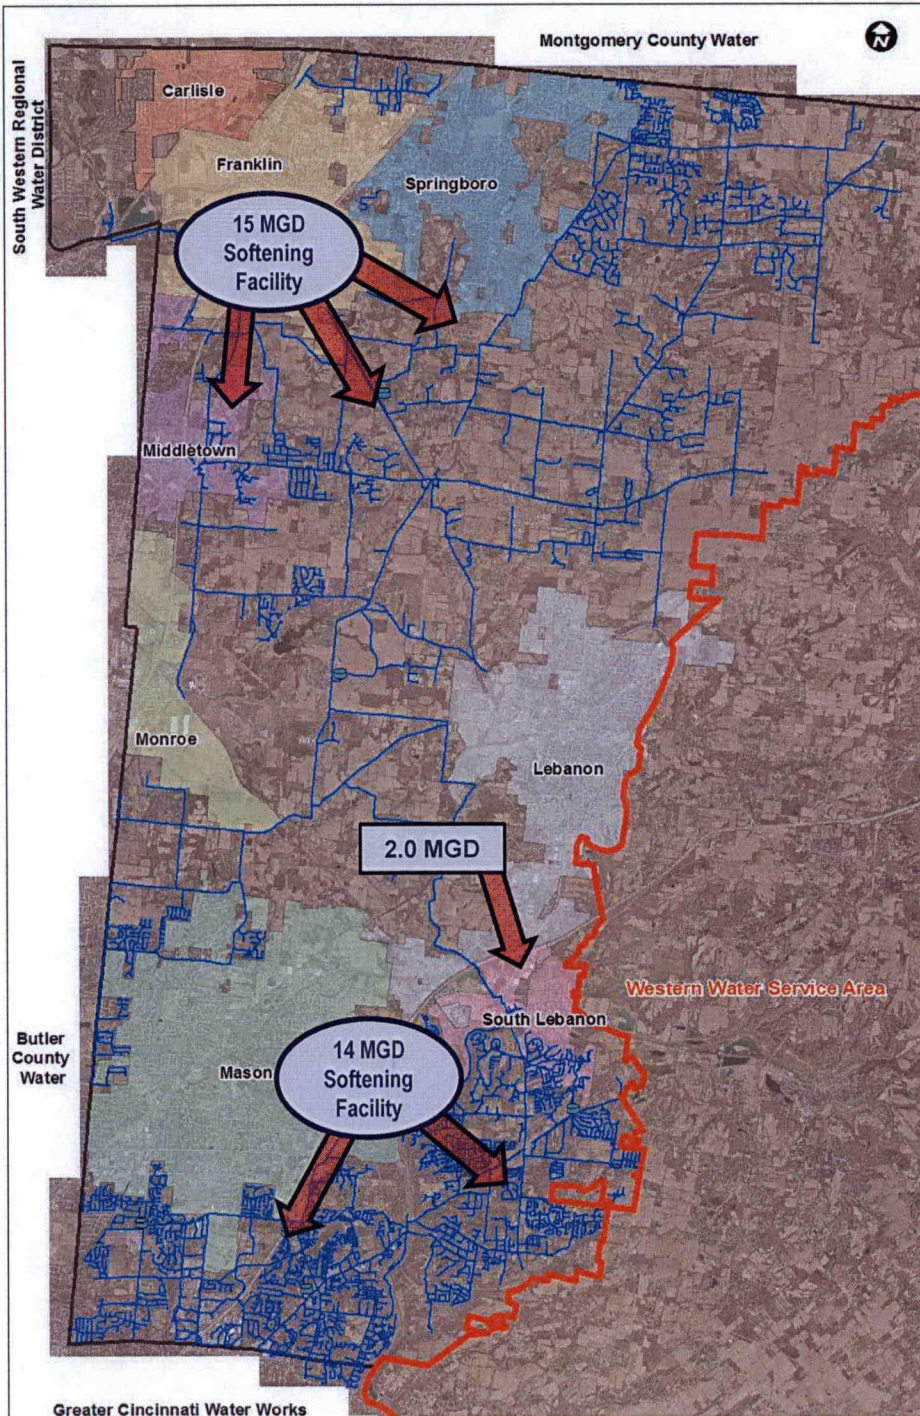 Montgomery County Water
N
South Western Regional
Water District
Carlisle
Franklin
Springboro
15 MGD
Softening
Facility
Middletown
Monroe
Lebanon
2.0 MGD
Western Water Service Area
South Lebanon
Butler
County
Water
Mason
14 MGD
Softening
Facility
Greater Cincinnati Water Works